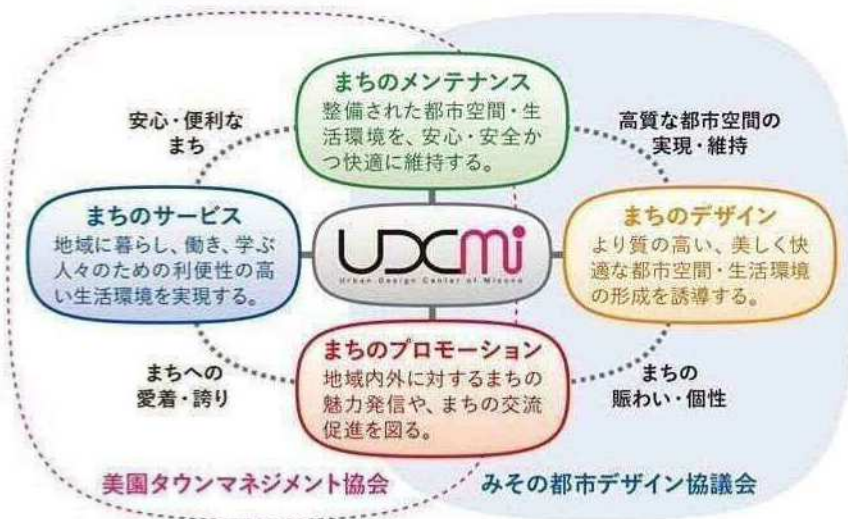 まちのメンテナンス
整備された都市空間・生
活環境を、安心・安全か
つ快適に維持する。
安心・便利な
まち
高質な都市空間の
実現・維持
まちのサービス
地域に暮らし、働き、学ぶ
人々のための利便性の高
い生活環境を実現する。
UDCMi
Urban Design Center of Misono
まちのデザイン
より質の高い、美しく快
適な都市空間・生活環境
の形成を誘導する。
まちのプロモーション
地域内外に対するまちの
魅力発信や、まちの交流
促進を図る。
まちへの
愛着・誇り
まちの
賑わい・個性
美園タウンマネジメント協会
みその都市デザイン協議会